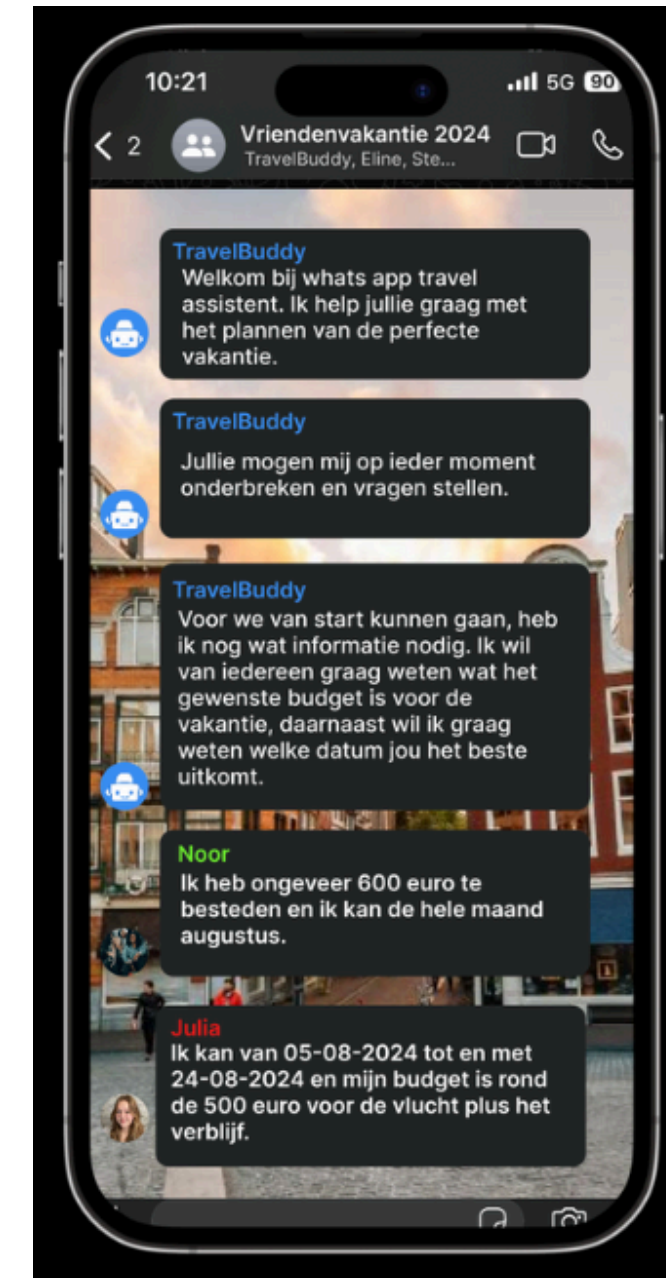 10:21
5G 90
2
Vriendenvakantie 2024
TravelBuddy, Eline, Ste...
TravelBuddy
Welkom bij whats app travel
assistent. Ik help jullie graag met
het plannen van de perfecte
vakantie.
TravelBuddy
Jullie mogen mij op ieder moment
onderbreken en vragen stellen.
TravelBuddy
Voor we van start kunnen gaan, heb
ik nog wat informatie nodig. Ik wil
van iedereen graag weten wat het
gewenste budget is voor de
vakantie, daarnaast wil ik graag
weten welke datum jou het beste
uitkomt.
Noor
Ik heb ongeveer 600 euro te
besteden en ik kan de hele maand
augustus.
Julia
Ik kan van 05-08-2024 tot en met
24-08-2024 en mijn budget is rond
de 500 euro voor de vlucht plus het
verblijf.